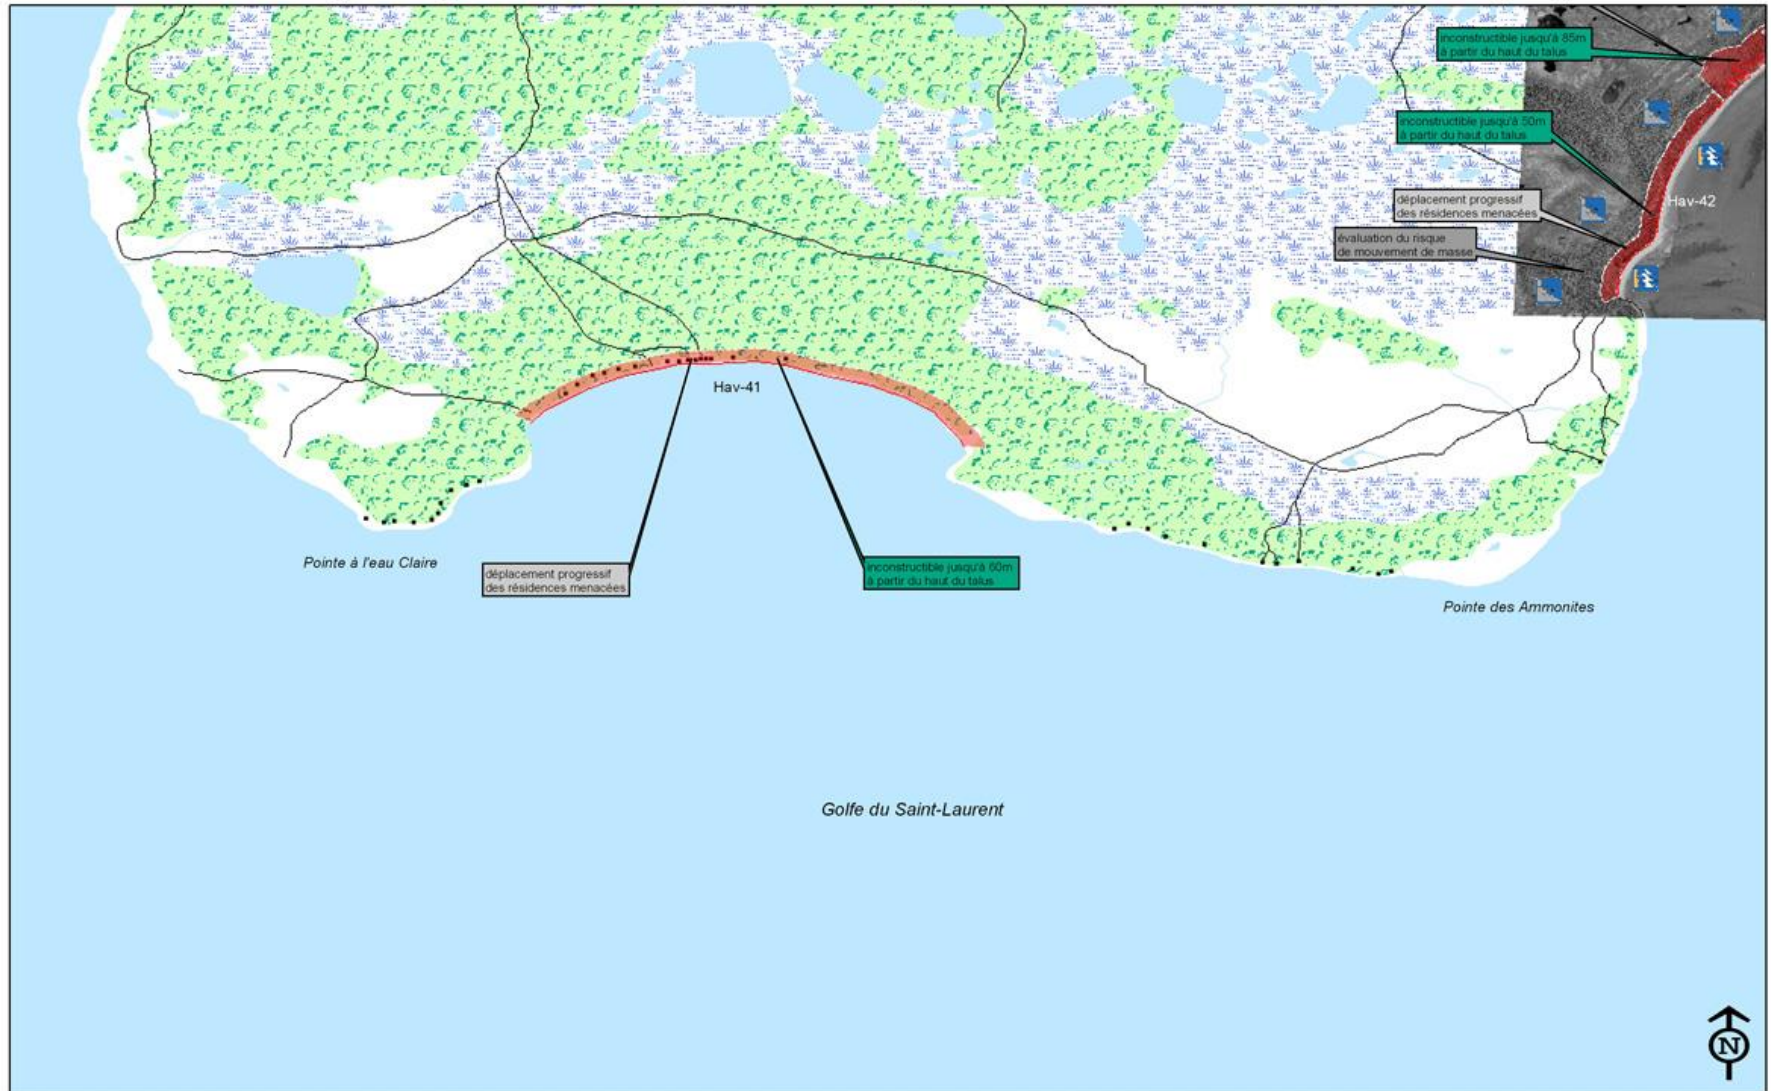 inconstructible jusqu'à 85m
à partir du haut du talus
inconstructible jusqu'à 50m
à partir du haut du talus
déplacement progressif
des résidences menacées
Hav-42
évaluation du risque
de mouvement de masse
Hav-41
Pointe à l'eau Claire
déplacement progressif
des résidences menacées
inconstructible jusqu'à 60m
à partir du haut du talus
Pointe des Ammonites
Golfe du Saint-Laurent
N